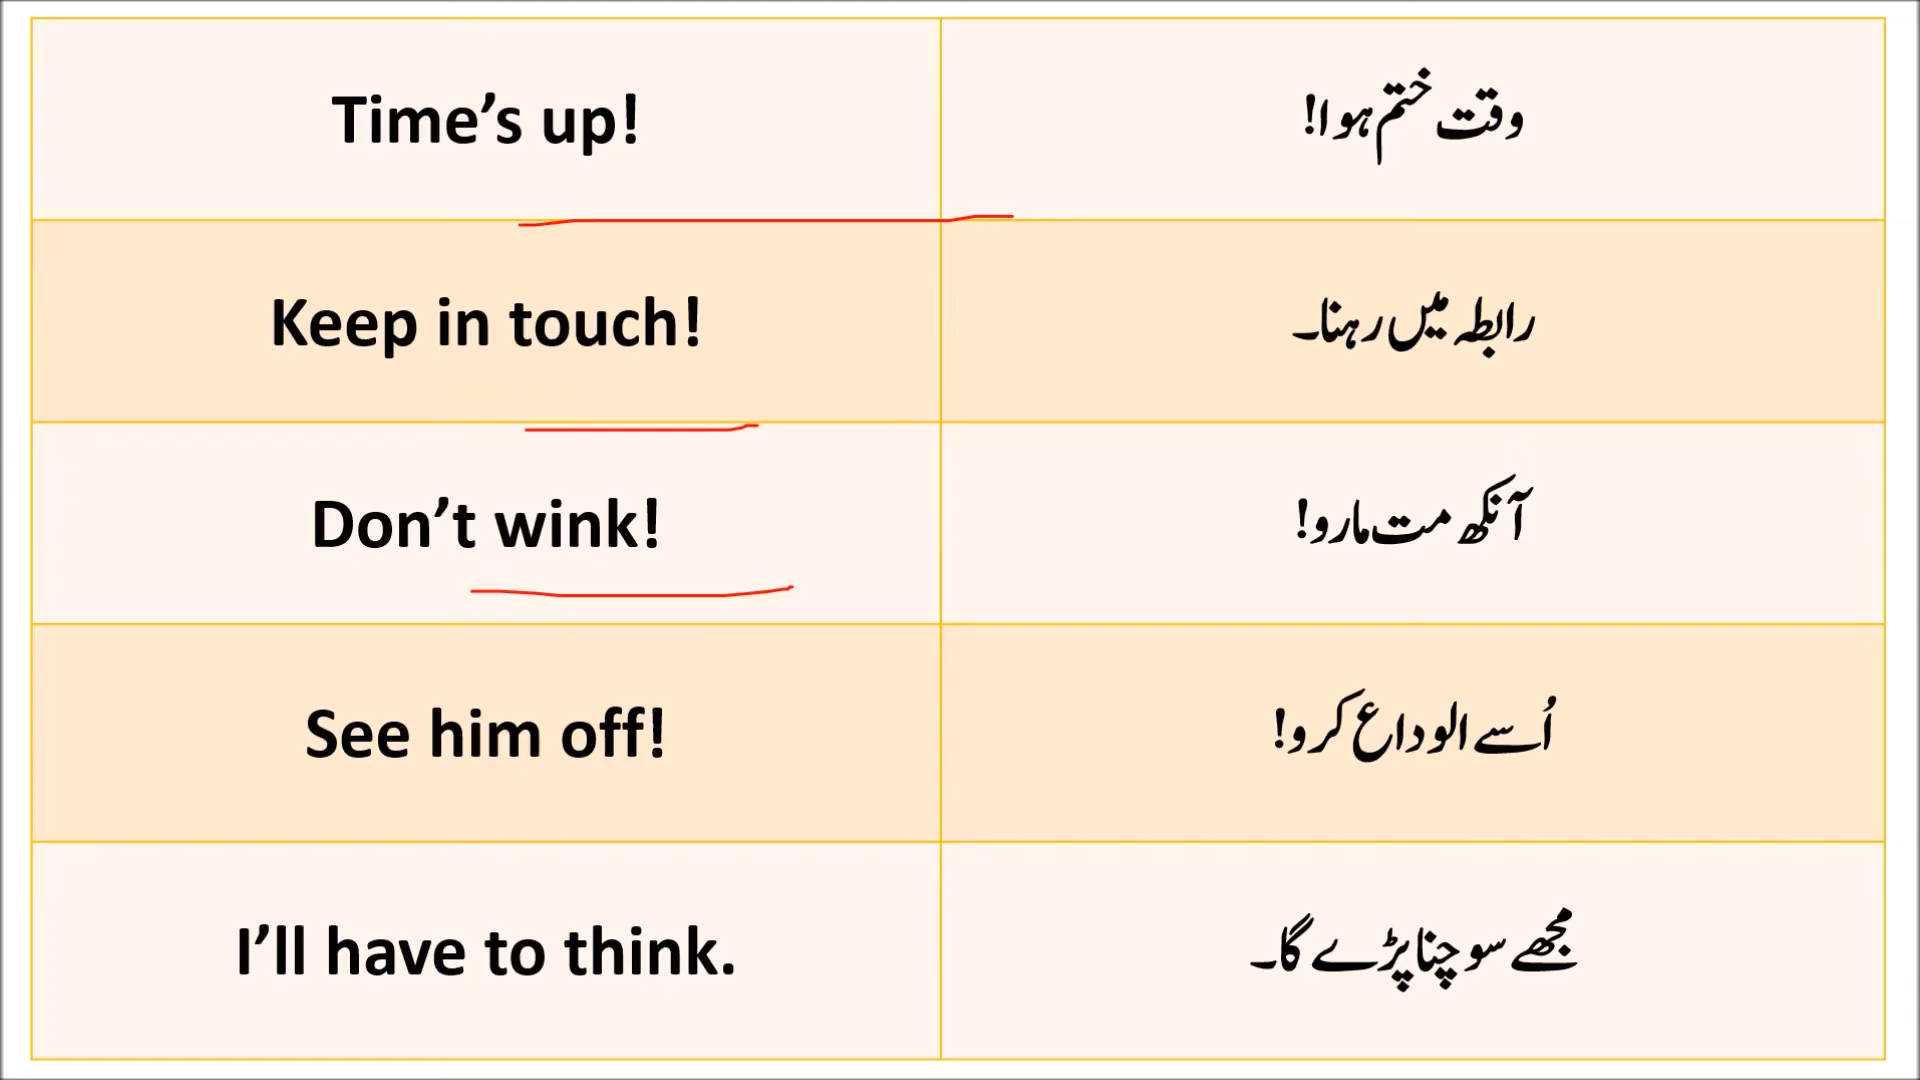 Time’s up!
وقت ختم ہوا!
Keep in touch!
رابطہ میں رہنا۔
Don’t wink!
آنکھ مت مارو!
See him off!
اُسے الوداع کرو!
I’ll have to think.
مجھے سوچنا پڑے گا۔